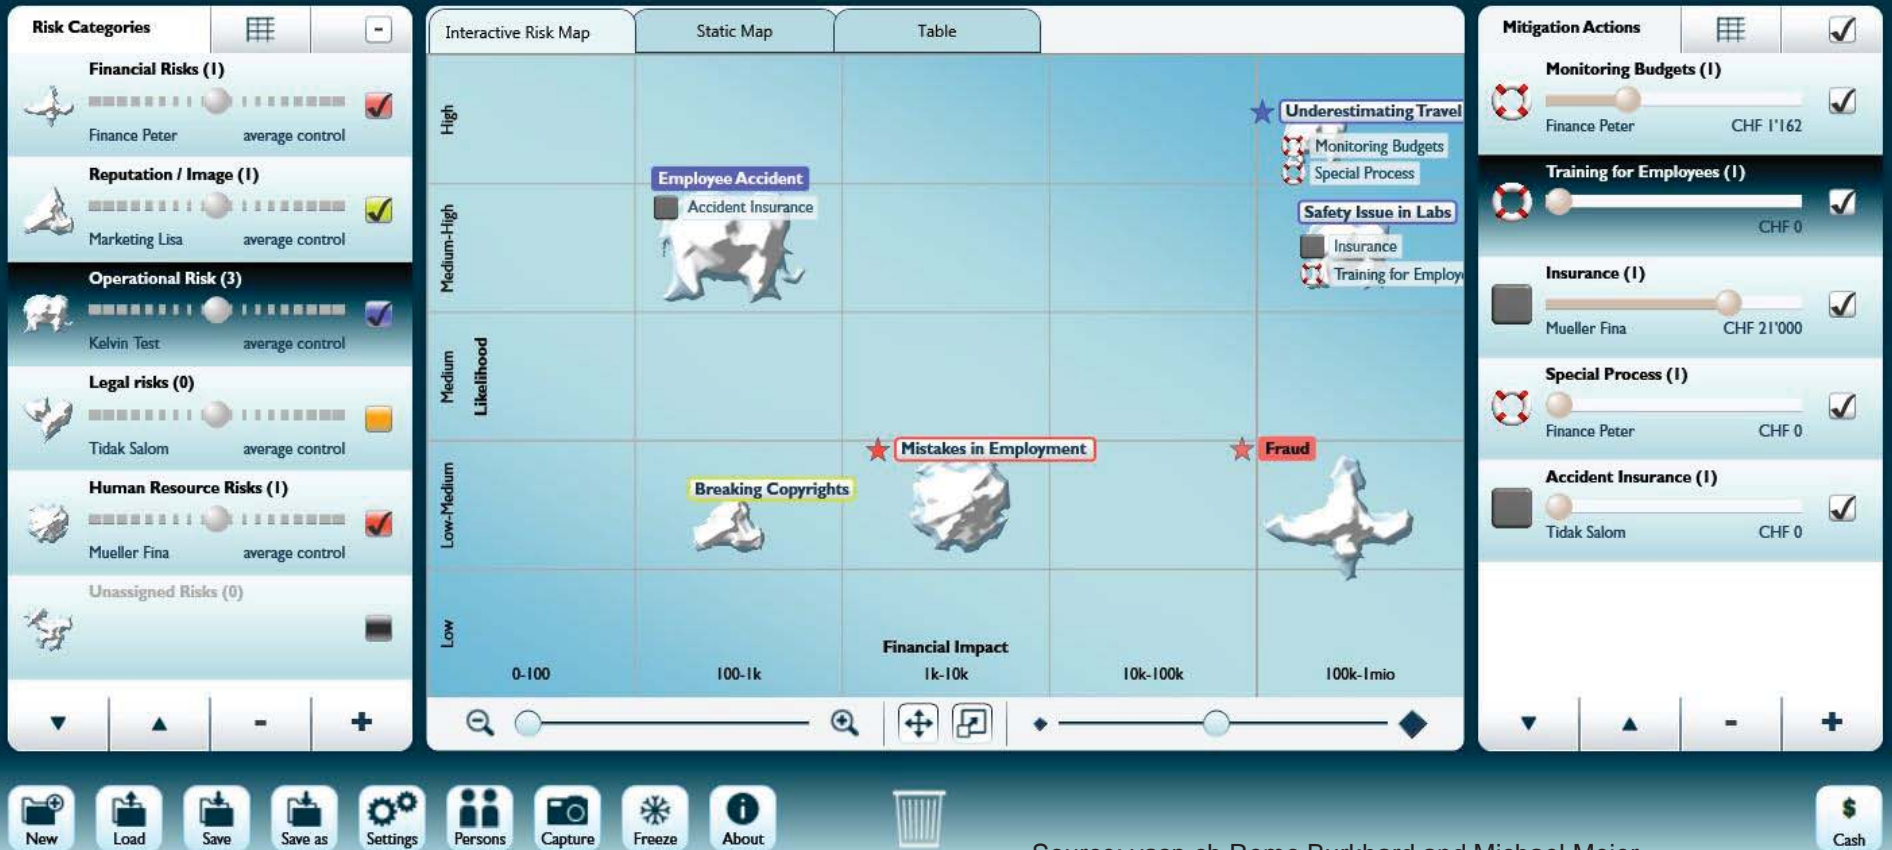 Risk Categories
-
Financial Risks (1)
Finance Peter average control
Reputation / Image (1)
Marketing Lisa average control
Operational Risk (3)
Kelvin Test average control
Legal risks (0)
Tidak Salom average control
Human Resource Risks (1)
Mueller Fina average control
Unassigned Risks (0)
- +
Interactive Risk Map Static Map Table
High
Medium-High
Medium
Low-Medium
Low
Likelihood
Underestimating Travel
Monitoring Budgets
Special Process
Employee Accident
Accident Insurance
Safety Issue in Labs
Insurance
Training for Employ
Mistakes in Employment
Fraud
Breaking Copyrights
Financial Impact
0-100 100-1k 1k-10k 10k-100k 100k-1mio
Mitigation Actions
Monitoring Budgets (1)
Finance Peter CHF 1'162
Training for Employees (1)
CHF 0
Insurance (1)
Mueller Fina CHF 21'000
Special Process (1)
Finance Peter CHF 0
Accident Insurance (1)
Tidak Salom CHF 0
- +
New Load Save Save as Settings Persons Capture Freeze About
$ Cash